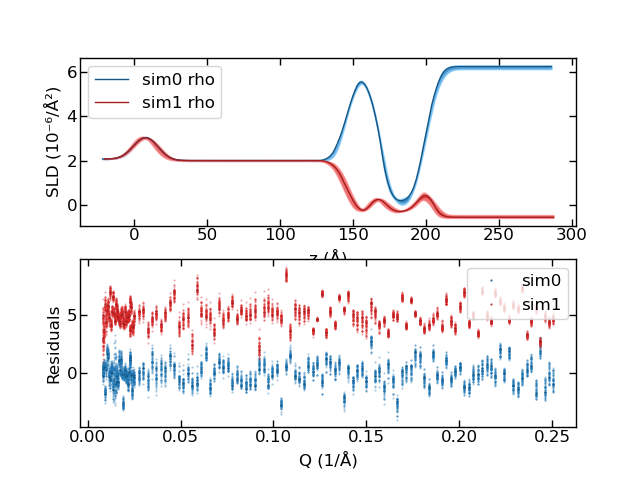 6
4
2
0
SLD (10⁻⁶/Å²)
sim0 rho
sim1 rho
0 50 100 150 200 250 300
z (Å)
5
0
Residuals
sim0
sim1
0.00 0.05 0.10 0.15 0.20 0.25
Q (1/Å)